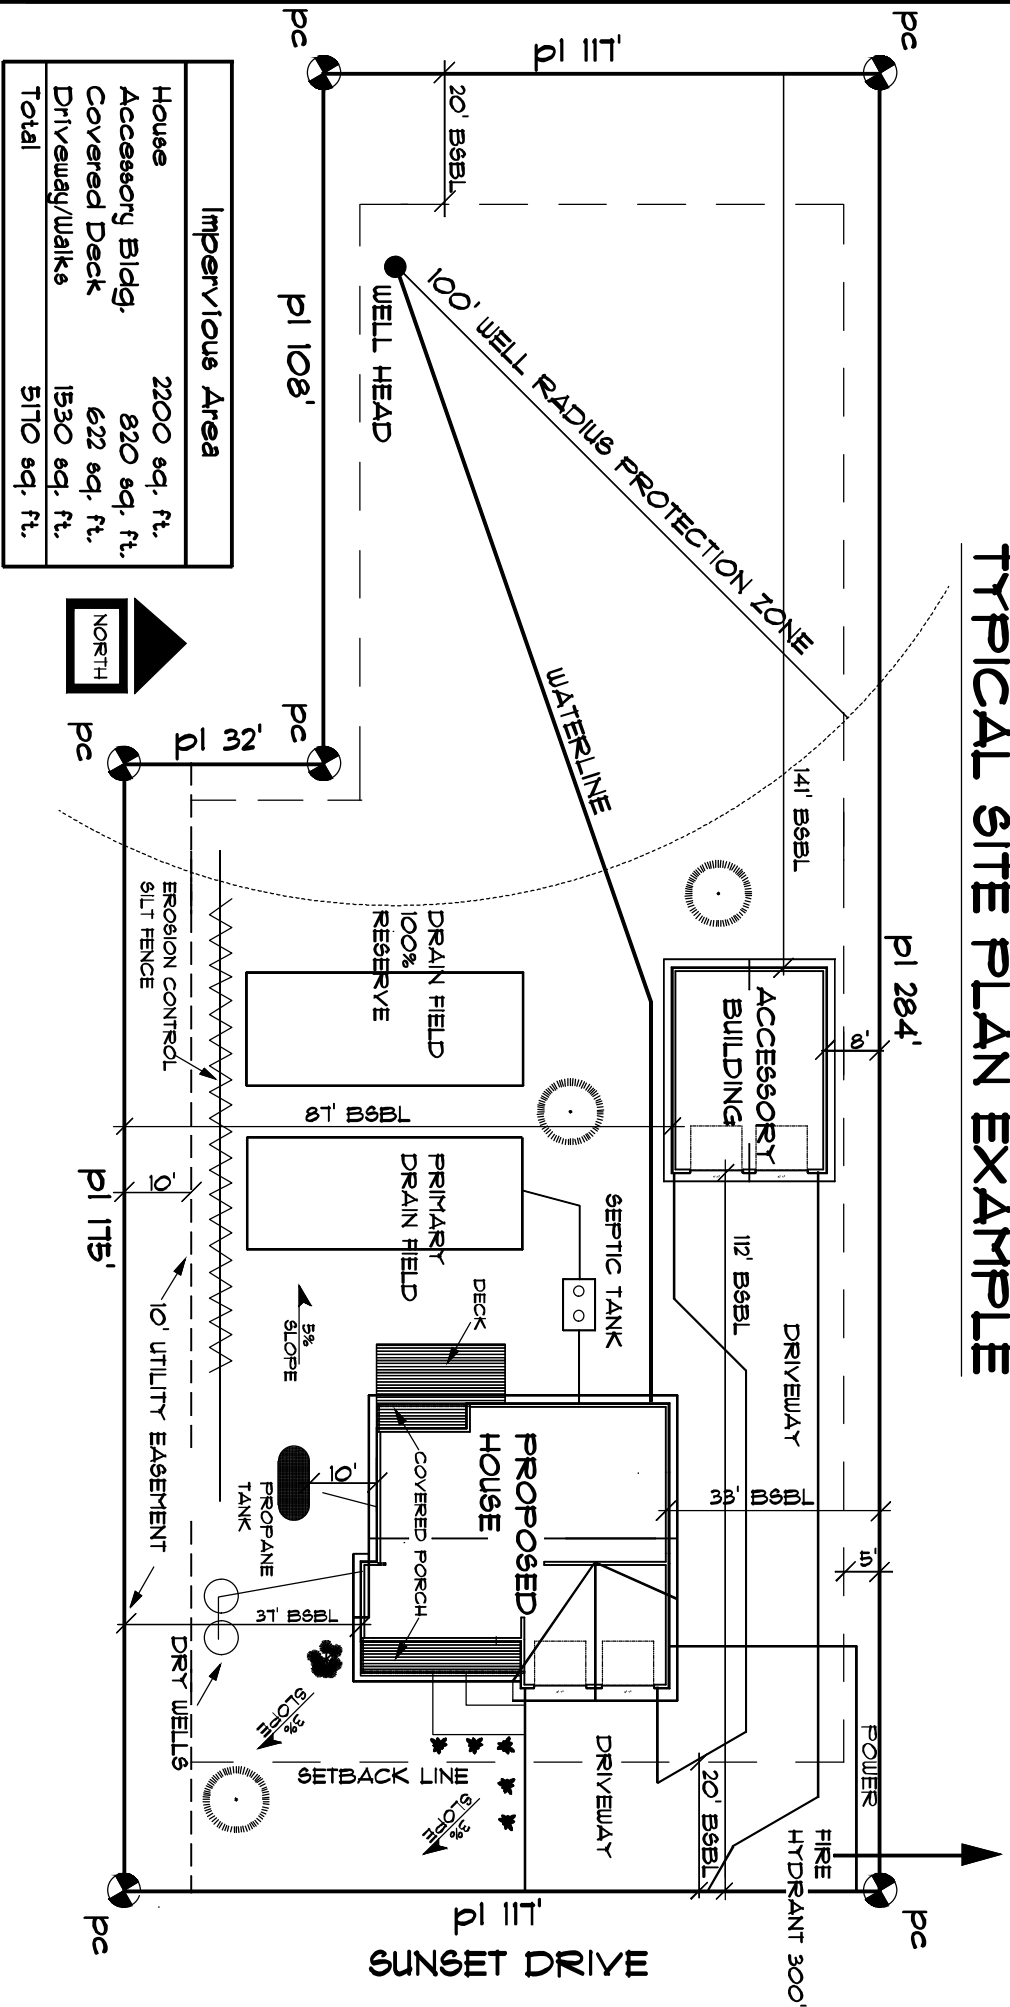 TYPICAL SITE PLAN EXAMPLE
pc
pl 117'
pc
20' BSBL
pl 284'
pl 108'
WELL HEAD
100' WELL RADIUS PROTECTION ZONE
WATERLINE
141' BSBL
8'
ACCESSORY
BUILDING
pc
pl 32'
pc
Impervious Area
House 2200 sq. ft.
Accessory Bldg. 820 sq. ft.
Covered Deck 622 sq. ft.
Driveway/Walks 1530 sq. ft.
Total 5170 sq. ft.
NORTH
EROSION CONTROL
SILT FENCE
DRAIN FIELD
100%
RESERVE
87' BSBL
PRIMARY
DRAIN FIELD
10'
pl 175'
10' UTILITY EASEMENT
SEPTIC TANK
DECK
5%
SLOPE
112' BSBL
DRIVEWAY
33' BSBL
5'
PROPOSED
HOUSE
COVERED PORCH
10'
PROPANE
TANK
37' BSBL
DRY WELLS
3%
SLOPE
SETBACK LINE
3%
SLOPE
DRIVEWAY
20' BSBL
POWER
FIRE
HYDRANT 300'
pc
pl 117'
pc
SUNSET DRIVE